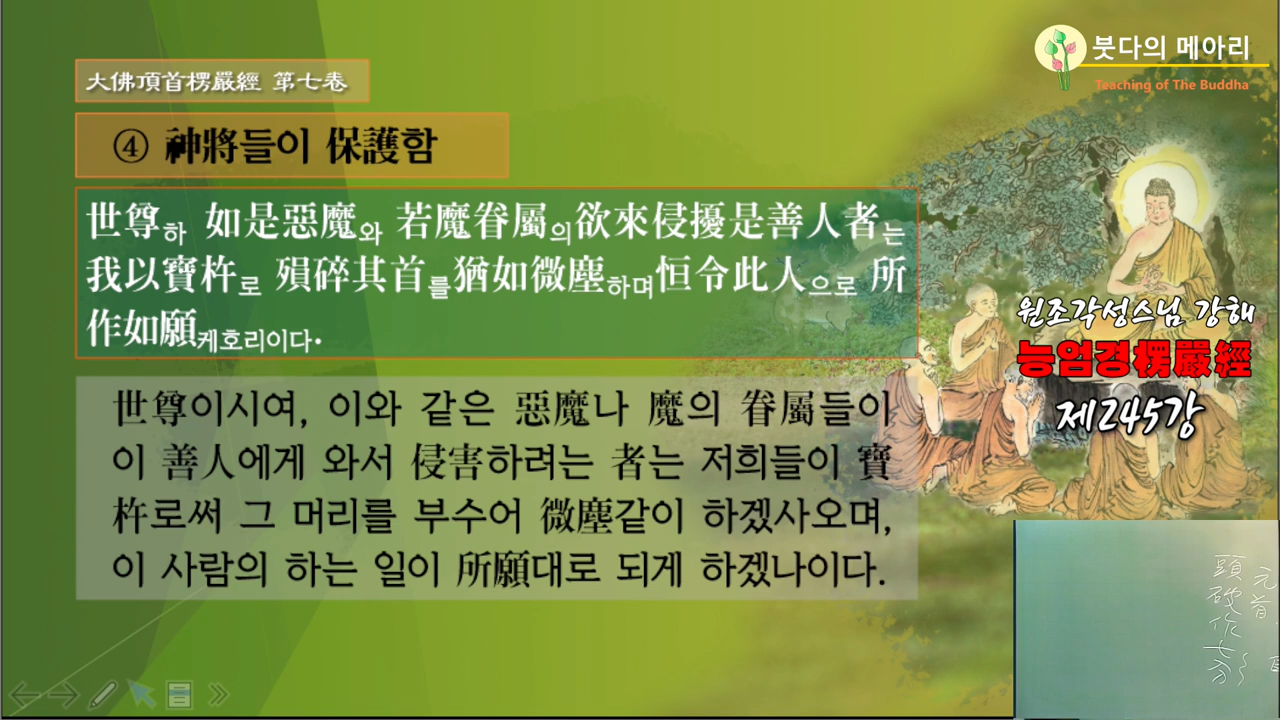 붓다의 메아리
Teaching of The Buddha
大佛頂首楞嚴經 第七卷
④ 神將들이 保護함
世尊하 如是惡魔와 若魔眷屬의欲來侵擾是善人者는
我以寶杵로 殞碎其首를猶如微塵하며恒令此人으로 所
作如願케호리이다.
世尊이시여, 이와 같은 惡魔나 魔의 眷屬들이
이 善人에게 와서 侵害하려는 者는 저희들이 寶
杵로써 그 머리를 부수어 微塵같이 하겠사오며,
이 사람의 하는 일이 所願대로 되게 하겠나이다.
원조각성스님 강해
능엄경楞嚴經
제245강
元首
頭破作七分